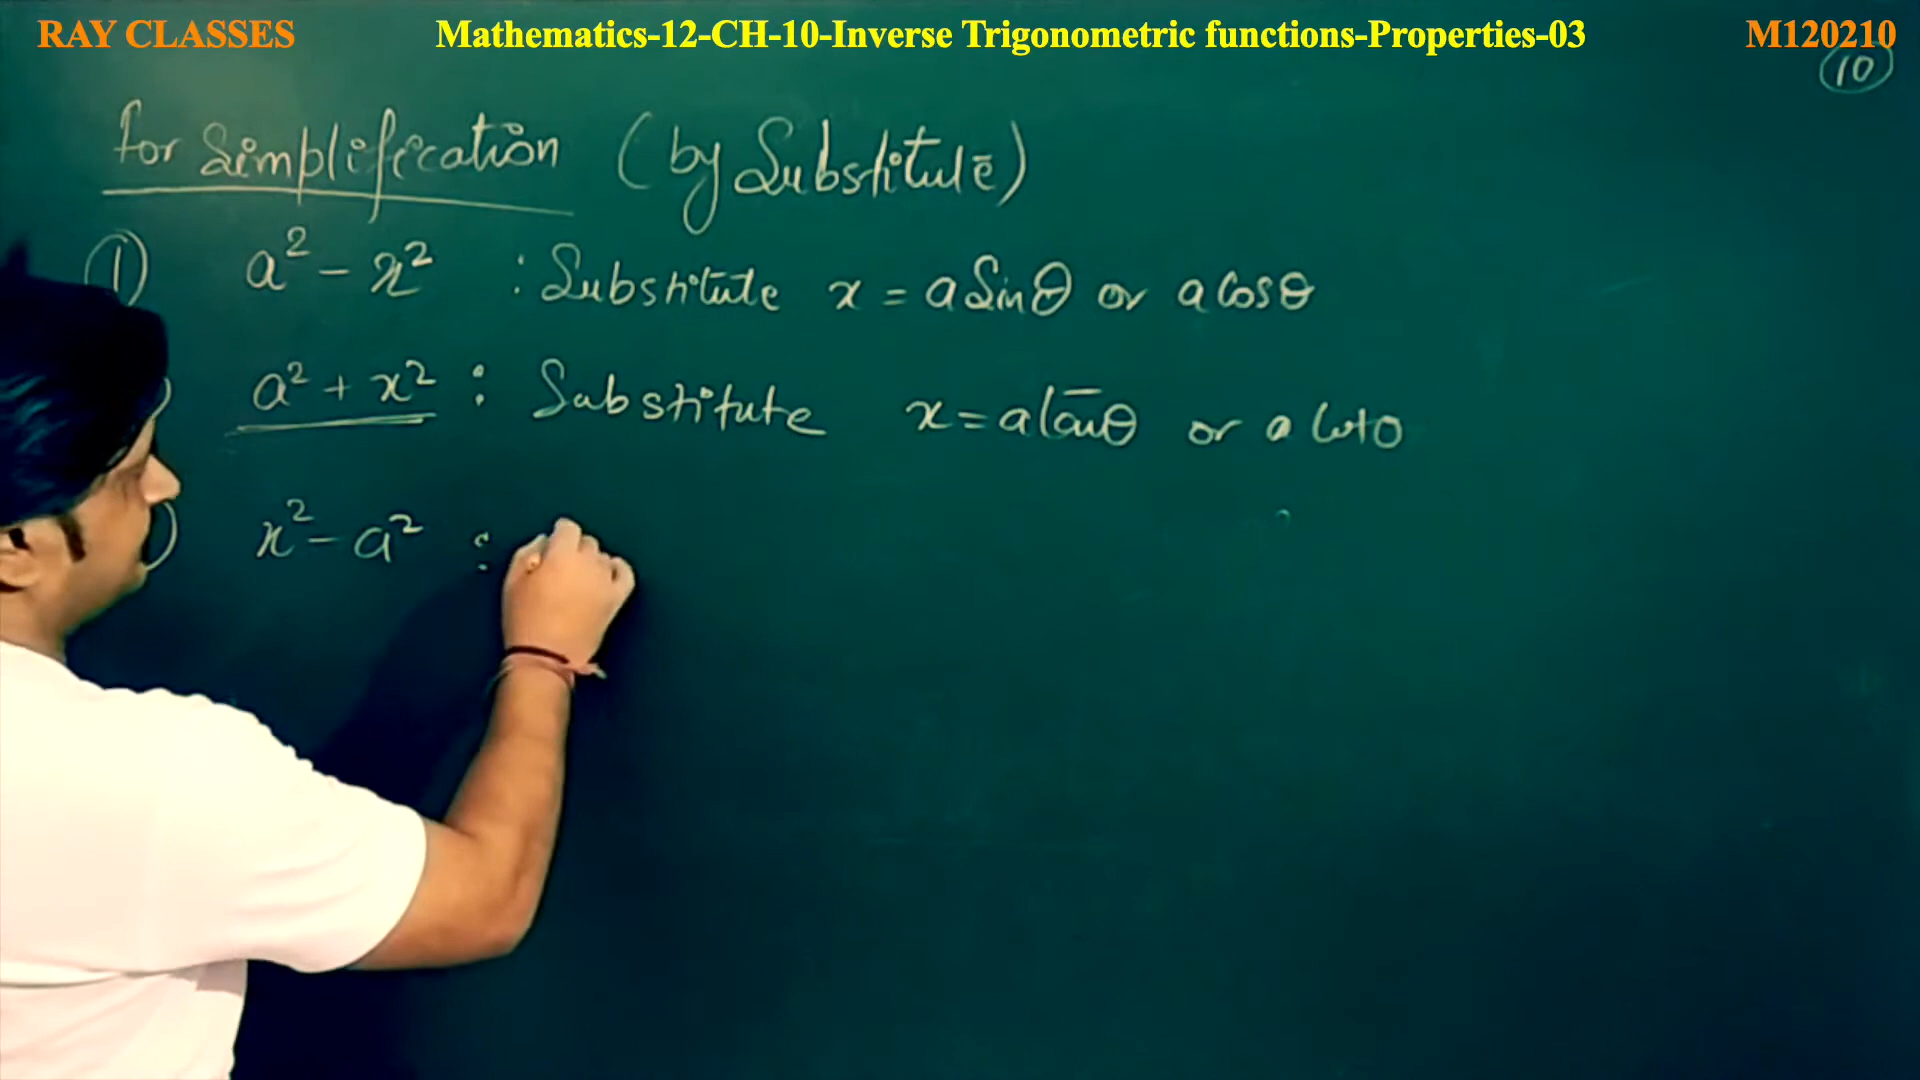 RAY CLASSES Mathematics-12-CH-10-Inverse Trigonometric functions-Properties-03 M120210
10
for Simplification (by Substitute)
1 a² - x² : Substitute x = a Sinθ or a Cosθ
) a² + x² : Substitute x = a tanθ or a Cotθ
) x² - a² :